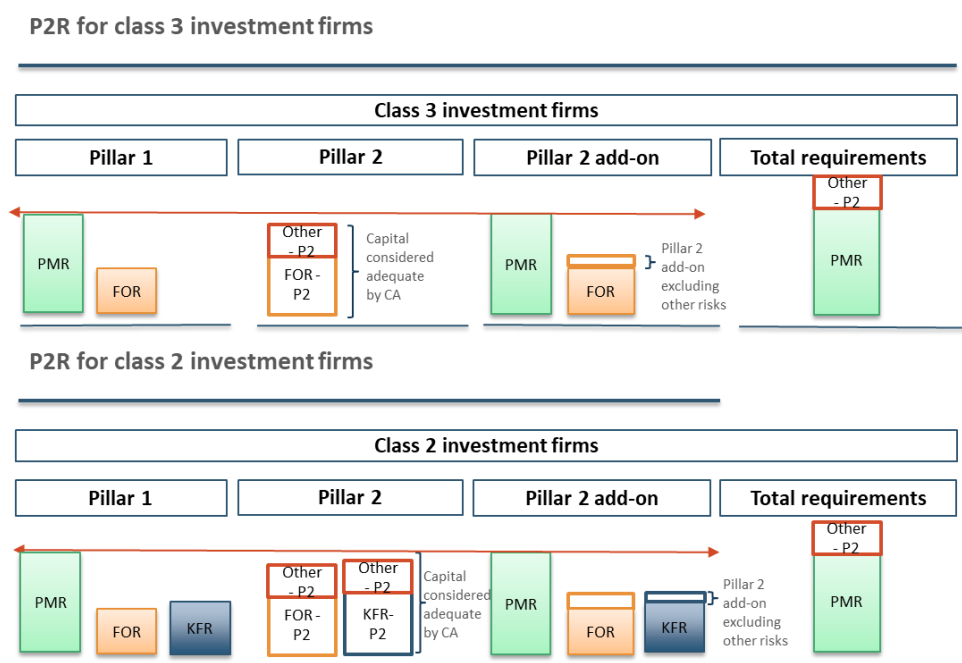 P2R for class 3 investment firms
Class 3 investment firms
Pillar 1
Pillar 2
Pillar 2 add-on
Total requirements
PMR
FOR
Other
- P2
FOR -
P2
Capital
considered
adequate
by CA
PMR
FOR
Pillar 2
add-on
excluding
other risks
Other
- P2
PMR
P2R for class 2 investment firms
Class 2 investment firms
Pillar 1
Pillar 2
Pillar 2 add-on
Total requirements
PMR
FOR
KFR
Other
- P2
FOR -
P2
Other
- P2
KFR-
P2
Capital
considered
adequate
by CA
PMR
FOR
KFR
Pillar 2
add-on
excluding
other risks
Other
- P2
PMR